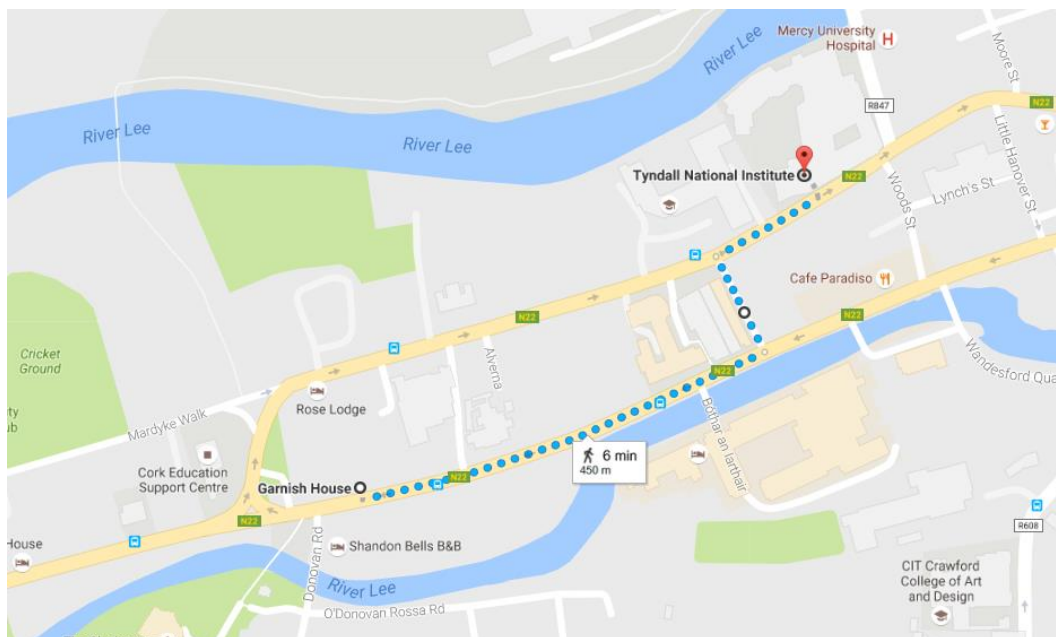 Mercy University
Hospital
River Lee
Moore St
R847
N22
River Lee
River Lee
Little Hanover St
Tyndall National Institute
N22
Woods St
Lynch's St
Cafe Paradiso
N22
N22
Cricket
Ground
Alverna
N22
Wandesford Qua
Rose Lodge
Bóthar an Iarthair
Mardyke Walk
6 min
450 m
Cork Education
Support Centre
Garnish House
N22
N22
R608
House
Donovan Rd
Shandon Bells B&B
River Lee
CIT Crawford
College of Art
and Design
O'Donovan Rossa Rd